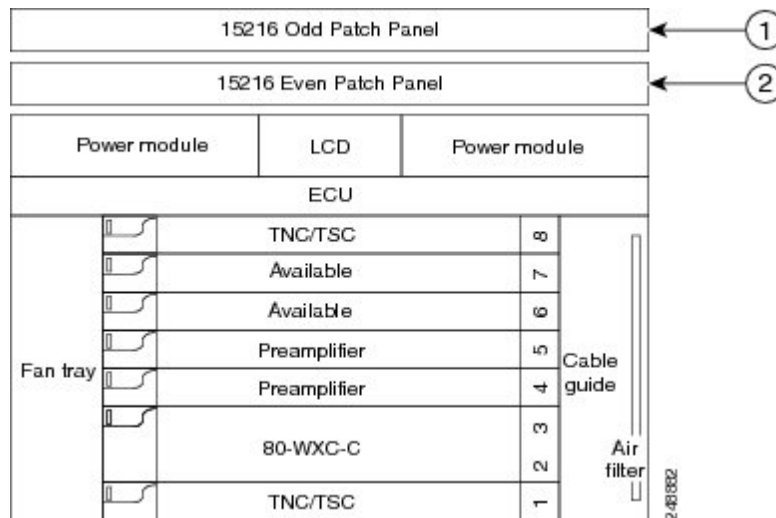 15216 Odd Patch Panel
1
15216 Even Patch Panel
2
Power module
LCD
Power module
ECU
Fan tray
TNC/TSC
8
Available
7
Available
6
Preamplifier
5
Preamplifier
4
80-WXC-C
3
2
TNC/TSC
1
Cable
guide
Air
filter
248882